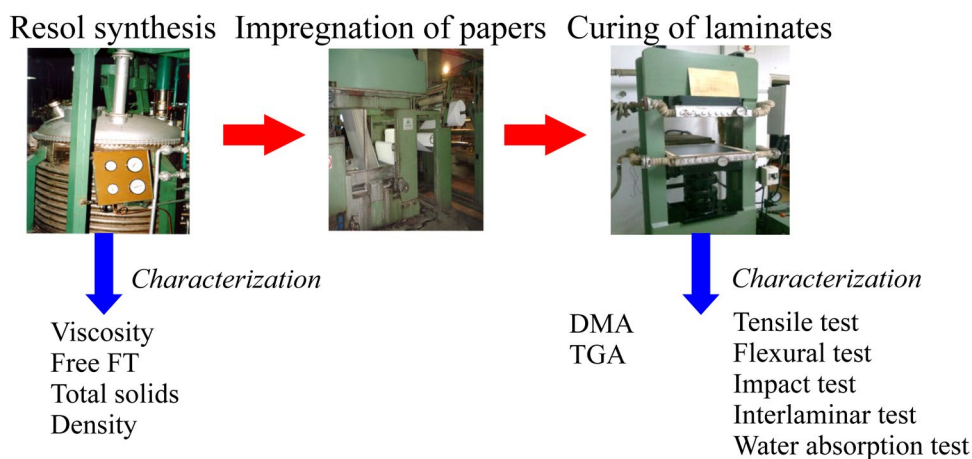 Resol synthesis
Impregnation of papers
Curing of laminates
Characterization
Viscosity
Free FT
Total solids
Density
Characterization
DMA
TGA
Tensile test
Flexural test
Impact test
Interlaminar test
Water absorption test